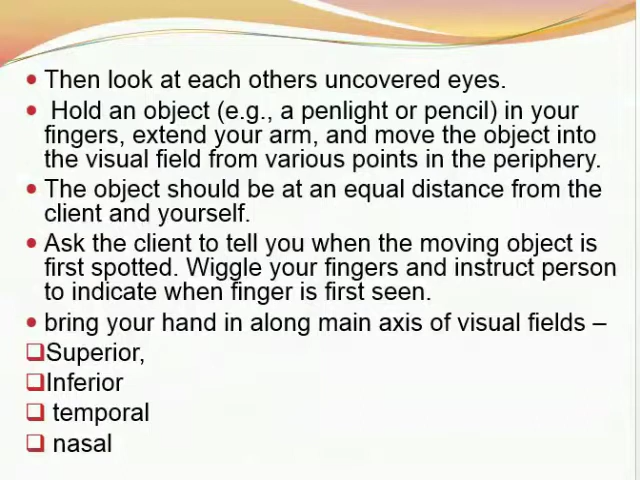 • Then look at each others uncovered eyes.
• Hold an object (e.g., a penlight or pencil) in your
fingers, extend your arm, and move the object into
the visual field from various points in the periphery.
• The object should be at an equal distance from the
client and yourself.
• Ask the client to tell you when the moving object is
first spotted. Wiggle your fingers and instruct person
to indicate when finger is first seen.
• bring your hand in along main axis of visual fields –
❑Superior,
❑Inferior
❑ temporal
❑ nasal